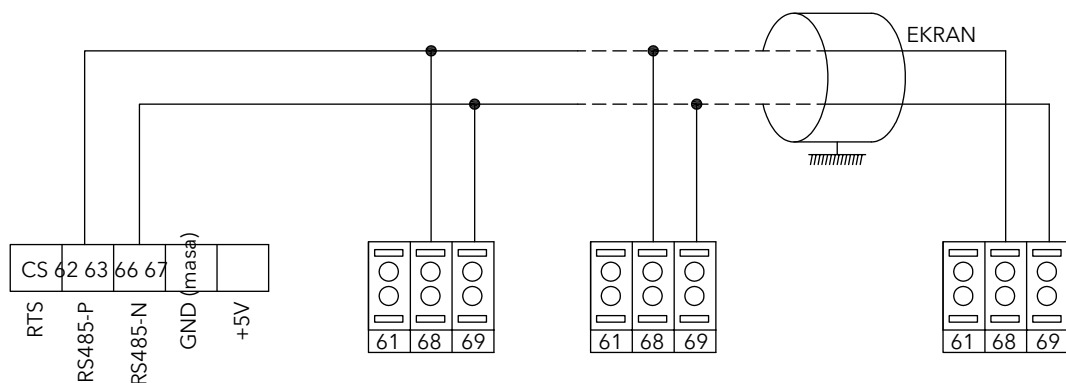 EKRAN
CS 62 63 66 67
RTS
RS485-P
RS485-N
GND (masa)
+5V
61 68 69
61 68 69
61 68 69